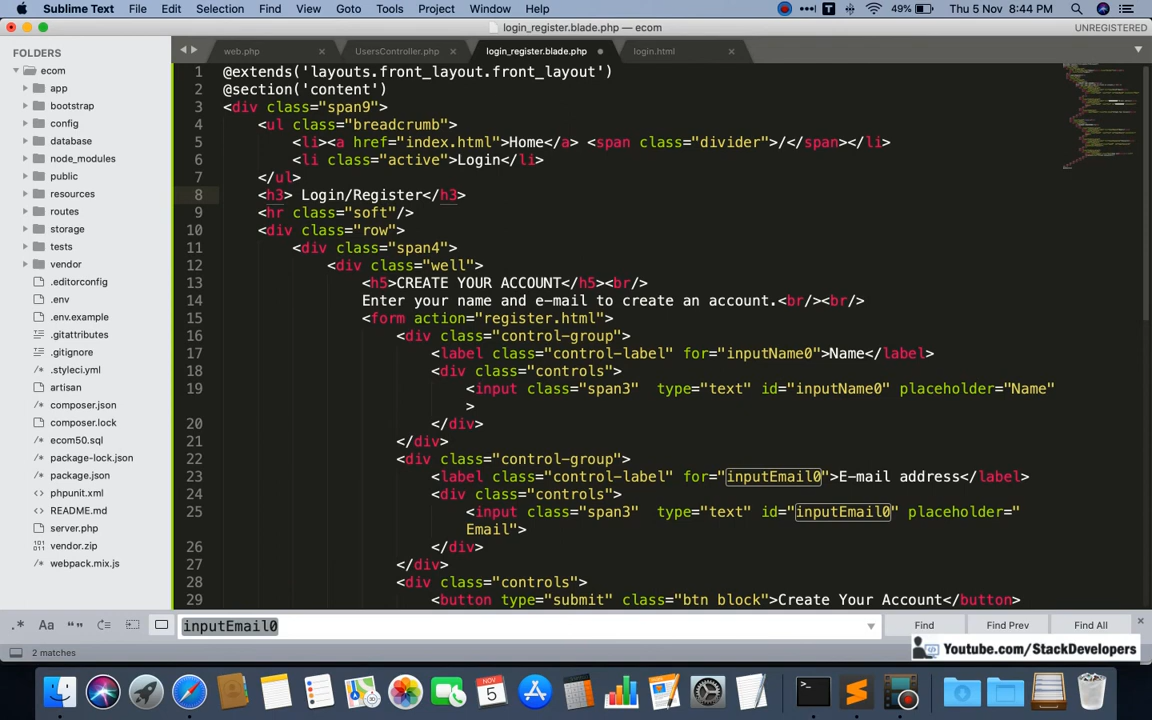 Sublime Text File Edit Selection Find View Goto Tools Project Window Help 49% Thu 5 Nov 8:44 PM
login_register.blade.php — ecom UNREGISTERED
FOLDERS
ecom
app
bootstrap
config
database
node_modules
public
resources
routes
storage
tests
vendor
.editorconfig
.env
.env.example
.gitattributes
.gitignore
.styleci.yml
artisan
composer.json
composer.lock
ecom50.sql
package-lock.json
package.json
phpunit.xml
README.md
server.php
vendor.zip
webpack.mix.js
web.php UsersController.php login_register.blade.php login.html
1 @extends('layouts.front_layout.front_layout')
2 @section('content')
3 <div class="span9">
4 <ul class="breadcrumb">
5 <li><a href="index.html">Home</a> <span class="divider">/</span></li>
6 <li class="active">Login</li>
7 </ul>
8 <h3> Login/Register</h3>
9 <hr class="soft"/>
10 <div class="row">
11 <div class="span4">
12 <div class="well">
13 <h5>CREATE YOUR ACCOUNT</h5><br/>
14 Enter your name and e-mail to create an account.<br/><br/>
15 <form action="register.html">
16 <div class="control-group">
17 <label class="control-label" for="inputName0">Name</label>
18 <div class="controls">
19 <input class="span3"  type="text" id="inputName0" placeholder="Name"
>
20 </div>
21 </div>
22 <div class="control-group">
23 <label class="control-label" for="inputEmail0">E-mail address</label>
24 <div class="controls">
25 <input class="span3"  type="text" id="inputEmail0" placeholder="
Email">
26 </div>
27 </div>
28 <div class="controls">
29 <button type="submit" class="btn block">Create Your Account</button>
.* Aa “” inputEmail0 Find Find Prev Find All
2 matches
Youtube.com/StackDevelopers
NOV
5